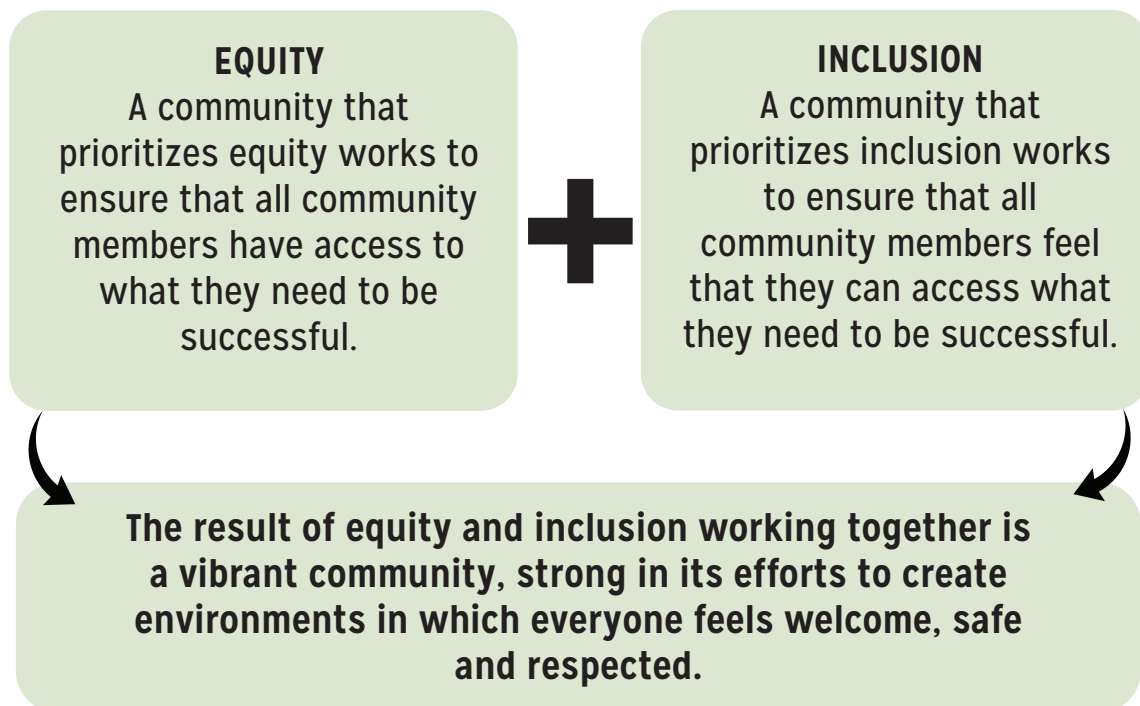 EQUITY
A community that
prioritizes equity works to
ensure that all community
members have access to
what they need to be
successful.
INCLUSION
A community that
prioritizes inclusion works
to ensure that all
community members feel
that they can access what
they need to be successful.
The result of equity and inclusion working together is
a vibrant community, strong in its efforts to create
environments in which everyone feels welcome, safe
and respected.